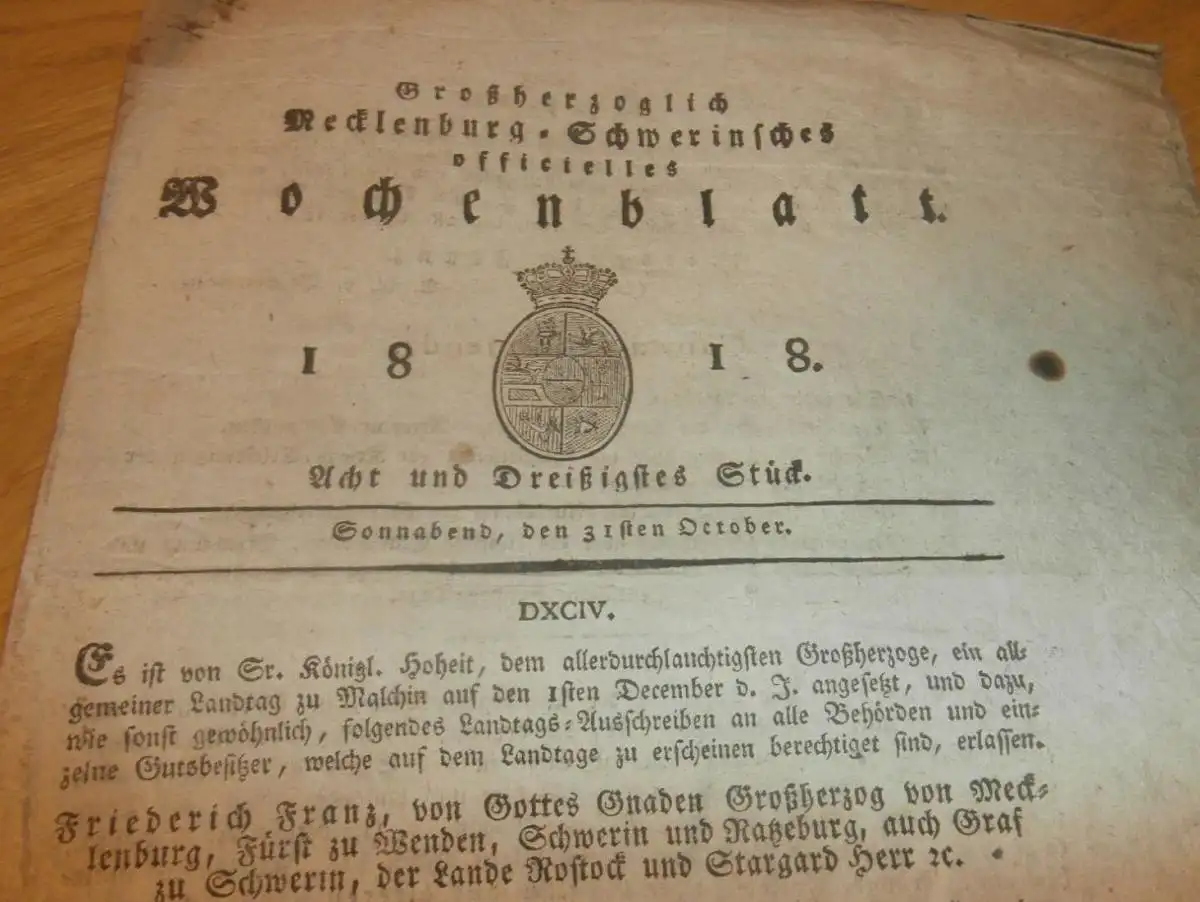 Großherzoglich
Mecklenburg-Schwerinsches
officielles
Wochenblatt.
1818.
Acht und Dreißigstes Stück.
Sonnabend, den 31sten October.
DXCIV.
Es ist von Sr. Königl. Hoheit, dem allerdurchlauchtigsten Großherzoge, ein all-
gemeiner Landtag zu Malchin auf den 1sten December d. J. angesetzt, und dazu,
wie sonst gewöhnlich, folgendes Landtags-Ausschreiben an alle Behörden und ein-
zelne Gutsbesitzer, welche auf dem Landtage zu erscheinen berechtiget sind, erlassen.
Friederich Franz, von Gottes Gnaden Großherzog von Meck-
lenburg, Fürst zu Wenden, Schwerin und Ratzeburg, auch Graf
zu Schwerin, der Lande Rostock und Stargard Herr ꝛc.